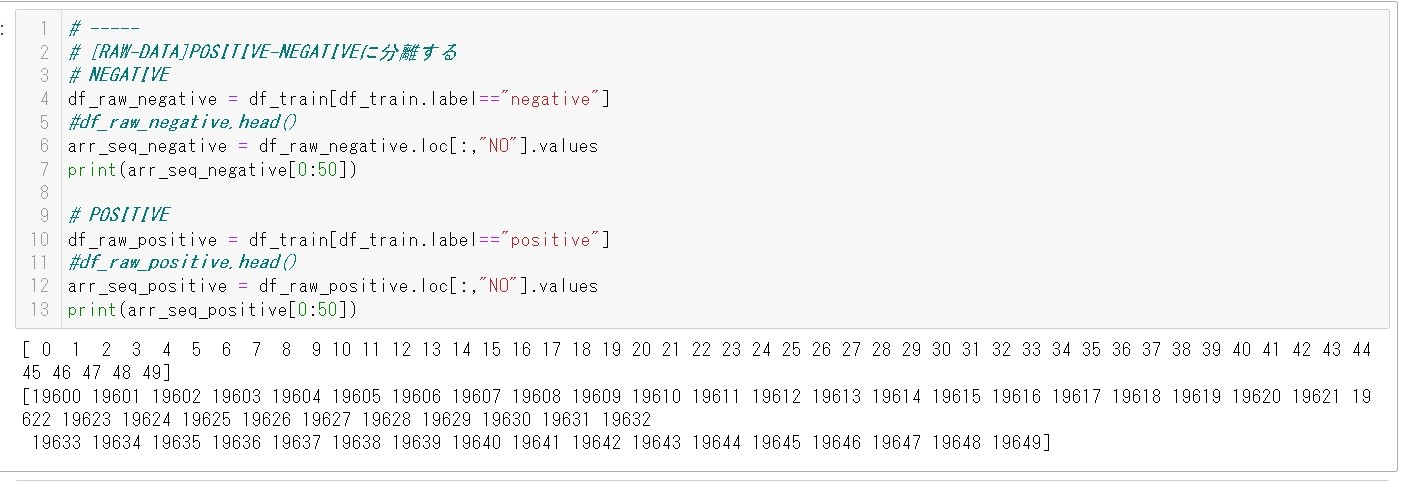 :
1 # -----
2 # [RAW-DATA]POSITIVE-NEGATIVEに分離する
3 # NEGATIVE
4 df_raw_negative = df_train[df_train.label=="negative"]
5 #df_raw_negative.head()
6 arr_seq_negative = df_raw_negative.loc[:,"NO"].values
7 print(arr_seq_negative[0:50])
8
9 # POSITIVE
10 df_raw_positive = df_train[df_train.label=="positive"]
11 #df_raw_positive.head()
12 arr_seq_positive = df_raw_positive.loc[:,"NO"].values
13 print(arr_seq_positive[0:50])
[ 0 1 2 3 4 5 6 7 8 9 10 11 12 13 14 15 16 17 18 19 20 21 22 23 24 25 26 27 28 29 30 31 32 33 34 35 36 37 38 39 40 41 42 43 44
45 46 47 48 49]
[19600 19601 19602 19603 19604 19605 19606 19607 19608 19609 19610 19611 19612 19613 19614 19615 19616 19617 19618 19619 19620 19621 19
622 19623 19624 19625 19626 19627 19628 19629 19630 19631 19632
19633 19634 19635 19636 19637 19638 19639 19640 19641 19642 19643 19644 19645 19646 19647 19648 19649]